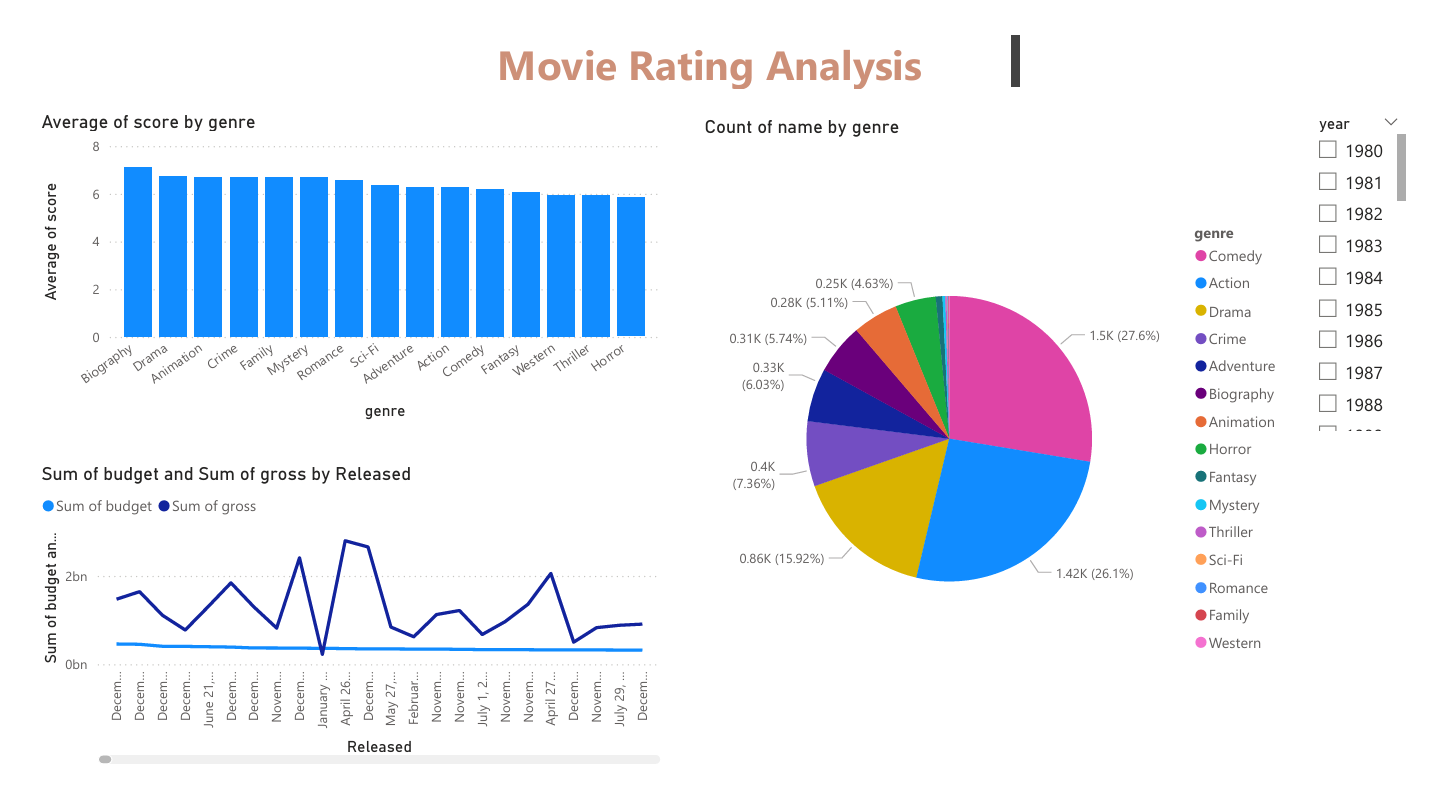 Movie Rating Analysis
Average of score by genre
Average of score
8
6
4
2
0
Biography
Drama
Animation
Crime
Family
Mystery
Romance
Sci-Fi
Adventure
Action
Comedy
Fantasy
Western
Thriller
Horror
genre
Sum of budget and Sum of gross by Released
Sum of budget
Sum of gross
Sum of budget an...
2bn
0bn
Decem...
Decem...
Decem...
Decem...
June 21,...
Decem...
Decem...
Novem...
Decem...
January ...
April 26...
Decem...
May 27,...
Februar...
Novem...
Novem...
July 1, 2...
Novem...
Novem...
April 27...
Decem...
Novem...
July 29, ...
Decem...
Released
Count of name by genre
1.5K (27.6%)
1.42K (26.1%)
0.86K (15.92%)
0.4K
(7.36%)
0.33K
(6.03%)
0.31K (5.74%)
0.28K (5.11%)
0.25K (4.63%)
genre
Comedy
Action
Drama
Crime
Adventure
Biography
Animation
Horror
Fantasy
Mystery
Thriller
Sci-Fi
Romance
Family
Western
year
1980
1981
1982
1983
1984
1985
1986
1987
1988